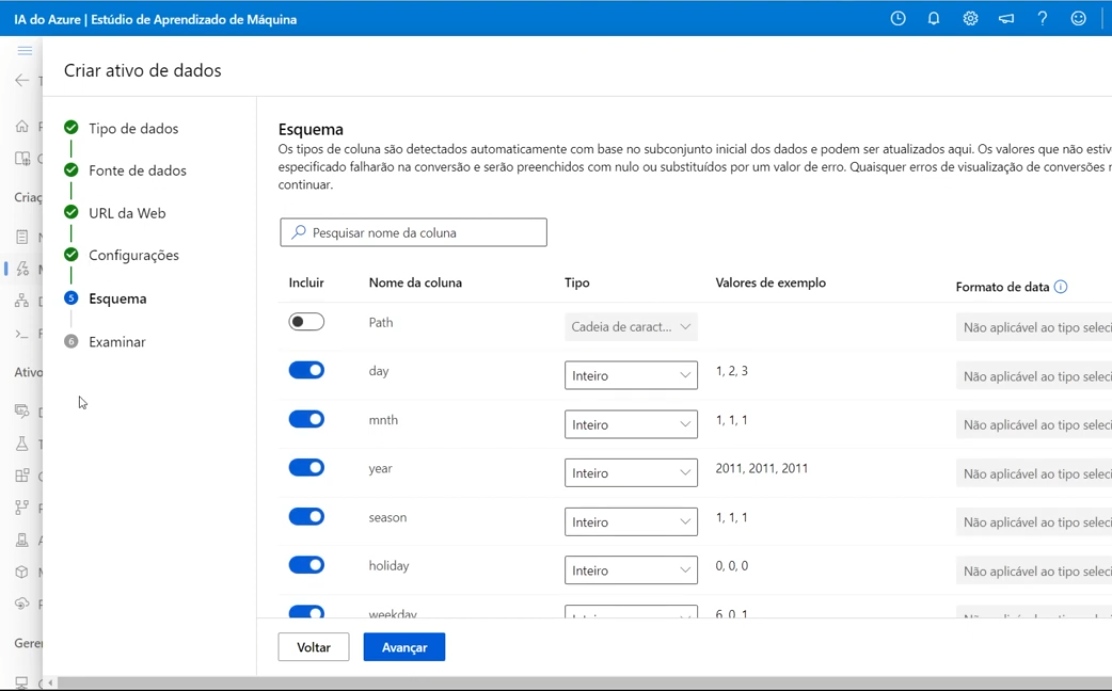 IA do Azure | Estúdio de Aprendizado de Máquina
Criar ativo de dados
Tipo de dados
Fonte de dados
URL da Web
Configurações
5 Esquema
6 Examinar
Criaç
Ativo
Geren
Esquema
Os tipos de coluna são detectados automaticamente com base no subconjunto inicial dos dados e podem ser atualizados aqui. Os valores que não estiv
especificado falharão na conversão e serão preenchidos com nulo ou substituídos por um valor de erro. Quaisquer erros de visualização de conversões
continuar.
Pesquisar nome da coluna
Incluir Nome da coluna Tipo Valores de exemplo Formato de data
Path Cadeia de caract... Não aplicável ao tipo seleci
day Inteiro 1, 2, 3 Não aplicável ao tipo seleci
mnth Inteiro 1, 1, 1 Não aplicável ao tipo seleci
year Inteiro 2011, 2011, 2011 Não aplicável ao tipo seleci
season Inteiro 1, 1, 1 Não aplicável ao tipo seleci
holiday Inteiro 0, 0, 0 Não aplicável ao tipo seleci
weekday 6, 0, 1
Voltar Avançar